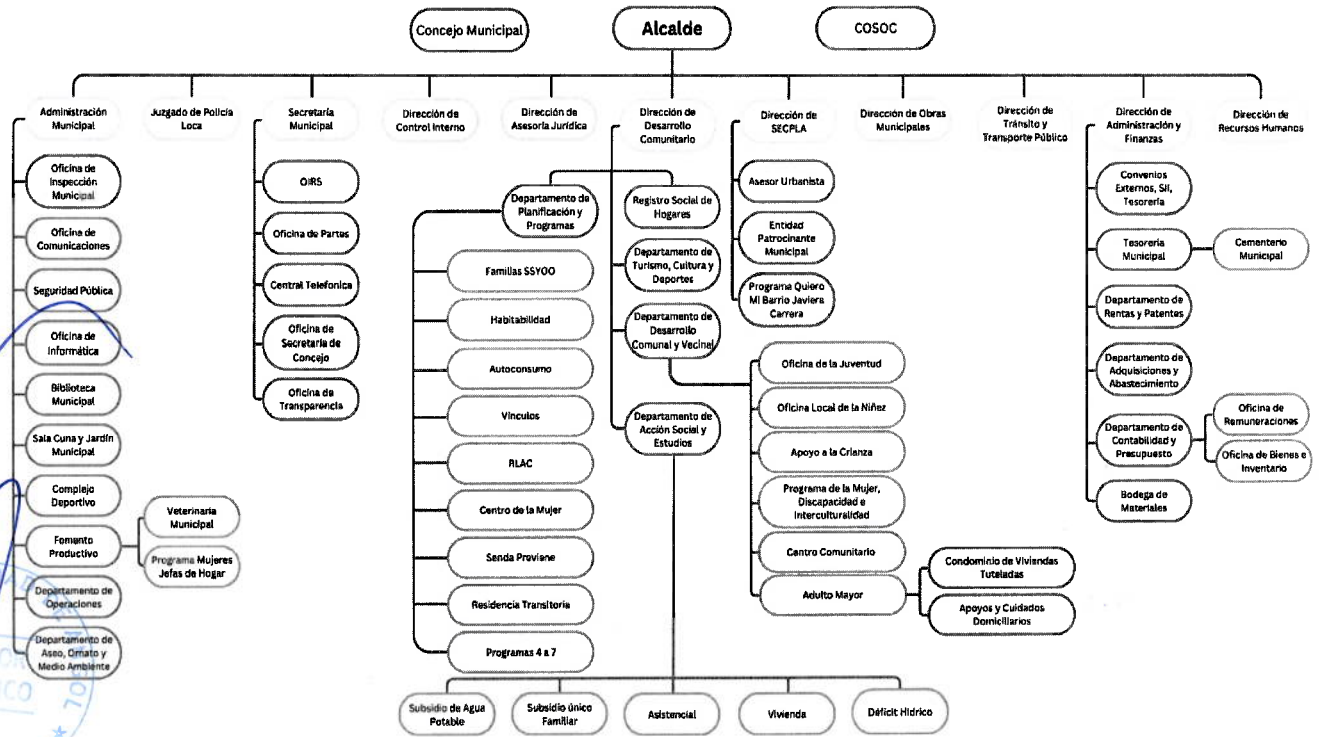 Concejo Municipal
Alcalde
COSOC
Administración
Municipal
Juzgado de Policía
Loca
Secretaría
Municipal
Dirección de
Control Interno
Dirección de
Asesoría Jurídica
Dirección de
Desarrollo
Comunitario
Dirección de
SECPLA
Dirección de Obras
Municipales
Dirección de
Tránsito y
Transporte Público
Dirección de
Administración y
Finanzas
Dirección de
Recursos Humanos
Oficina de
Inspección
Municipal
Oficina de
Comunicaciones
Seguridad Pública
Oficina de
Informática
Biblioteca
Municipal
Sala Cuna y Jardín
Municipal
Complejo
Deportivo
Fomento
Productivo
Veterinaria
Municipal
Programa Mujeres
Jefas de Hogar
Departamento de
Operaciones
Departamento de
Aseo, Ornato y
Medio Ambiente
OIRS
Oficina de Partes
Central Telefonica
Oficina de
Secretaría de
Concejo
Oficina de
Transparencia
Departamento de
Planificación y
Programas
Familias SSYOO
Habitabilidad
Autoconsumo
Vínculos
RLAC
Centro de la Mujer
Senda Previene
Residencia Transitoria
Programas 4 a 7
Registro Social de
Hogares
Departamento de
Turismo, Cultura y
Deportes
Departamento de
Desarrollo
Comunal y Vecinal
Departamento de
Acción Social y
Estudios
Oficina de la Juventud
Oficina Local de la Niñez
Apoyo a la Crianza
Programa de la Mujer,
Discapacidad e
Interculturalidad
Centro Comunitario
Adulto Mayor
Condominio de Viviendas
Tuteladas
Apoyos y Cuidados
Domiciliarios
Subsidio de Agua
Potable
Subsidio único
Familiar
Asistencial
Vivienda
Déficit Hídrico
Asesor Urbanista
Entidad
Patrocinante
Municipal
Programa Quiero
Mi Barrio Javiera
Carrera
Convenios
Externos, SII,
Tesorería
Tesorería
Municipal
Cementerio
Municipal
Departamento de
Rentas y Patentes
Departamento de
Adquisiciones y
Abastecimiento
Departamento de
Contabilidad y
Presupuesto
Oficina de
Remuneraciones
Oficina de Bienes e
Inventario
Bodega de
Materiales